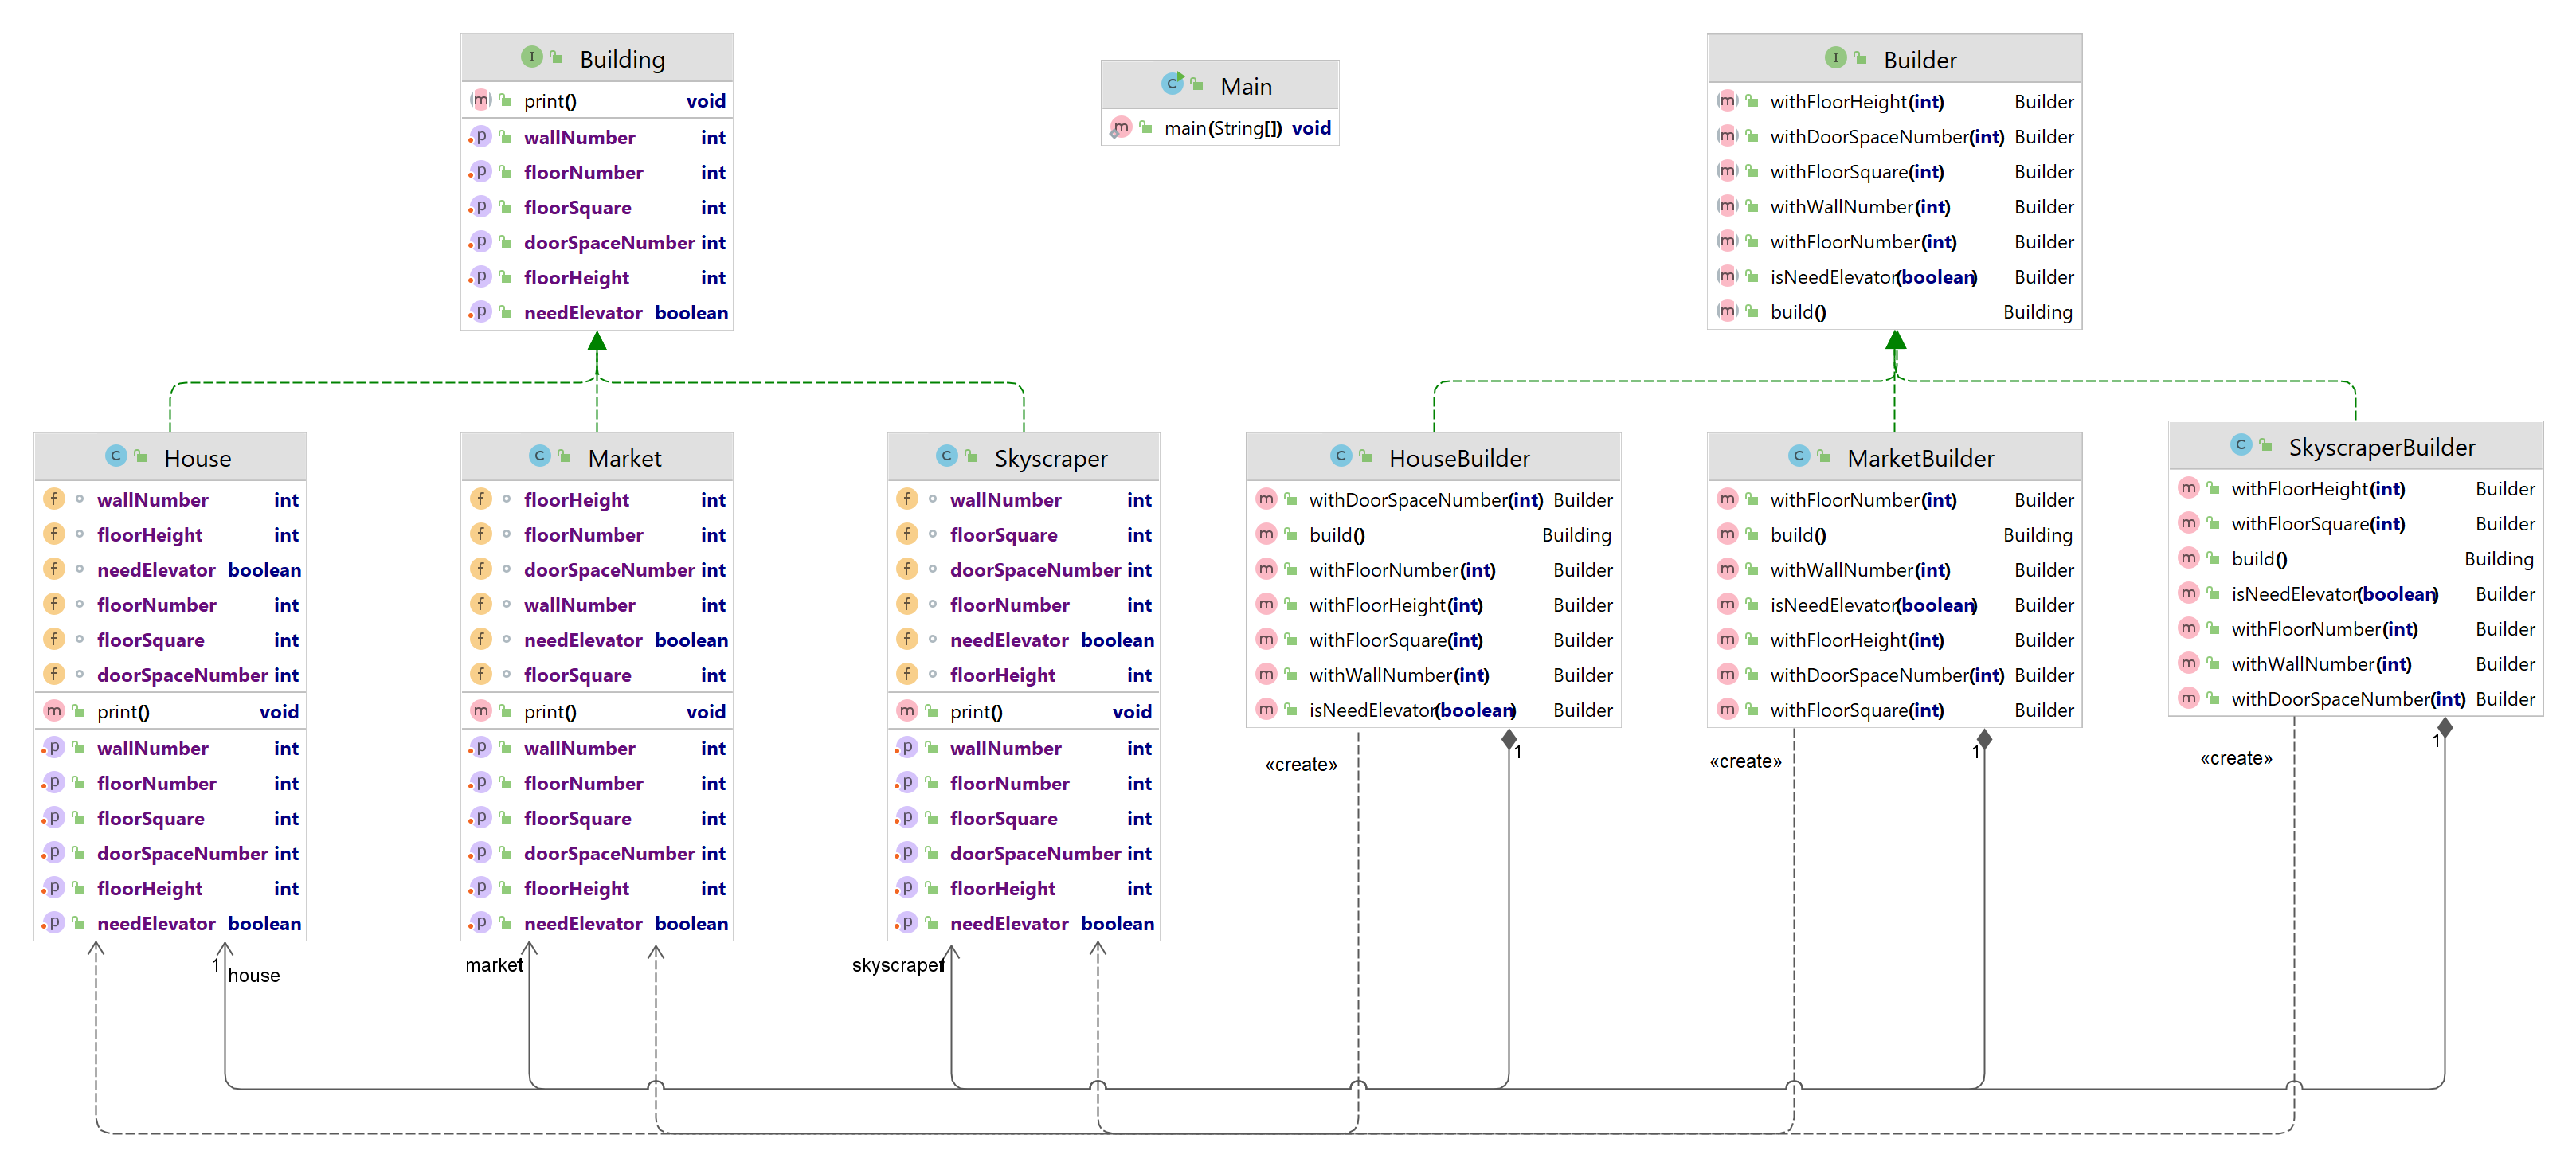 Building
print() void
wallNumber int
floorNumber int
floorSquare int
doorSpaceNumber int
floorHeight int
needElevator boolean
Main
main(String[]) void
Builder
withFloorHeight(int) Builder
withDoorSpaceNumber(int) Builder
withFloorSquare(int) Builder
withWallNumber(int) Builder
withFloorNumber(int) Builder
isNeedElevator(boolean) Builder
build() Building
House
wallNumber int
floorHeight int
needElevator boolean
floorNumber int
floorSquare int
doorSpaceNumber int
print() void
wallNumber int
floorNumber int
floorSquare int
doorSpaceNumber int
floorHeight int
needElevator boolean
Market
floorHeight int
floorNumber int
doorSpaceNumber int
wallNumber int
needElevator boolean
floorSquare int
print() void
wallNumber int
floorNumber int
floorSquare int
doorSpaceNumber int
floorHeight int
needElevator boolean
Skyscraper
wallNumber int
floorSquare int
doorSpaceNumber int
floorNumber int
needElevator boolean
floorHeight int
print() void
wallNumber int
floorNumber int
floorSquare int
doorSpaceNumber int
floorHeight int
needElevator boolean
HouseBuilder
withDoorSpaceNumber(int) Builder
build() Building
withFloorNumber(int) Builder
withFloorHeight(int) Builder
withFloorSquare(int) Builder
withWallNumber(int) Builder
isNeedElevator(boolean) Builder
MarketBuilder
withFloorNumber(int) Builder
build() Building
withWallNumber(int) Builder
isNeedElevator(boolean) Builder
withFloorHeight(int) Builder
withDoorSpaceNumber(int) Builder
withFloorSquare(int) Builder
SkyscraperBuilder
withFloorHeight(int) Builder
withFloorSquare(int) Builder
build() Building
isNeedElevator(boolean) Builder
withFloorNumber(int) Builder
withWallNumber(int) Builder
withDoorSpaceNumber(int) Builder
«create»
1
«create»
1
«create»
1
1
house
market
1
skyscraper
1